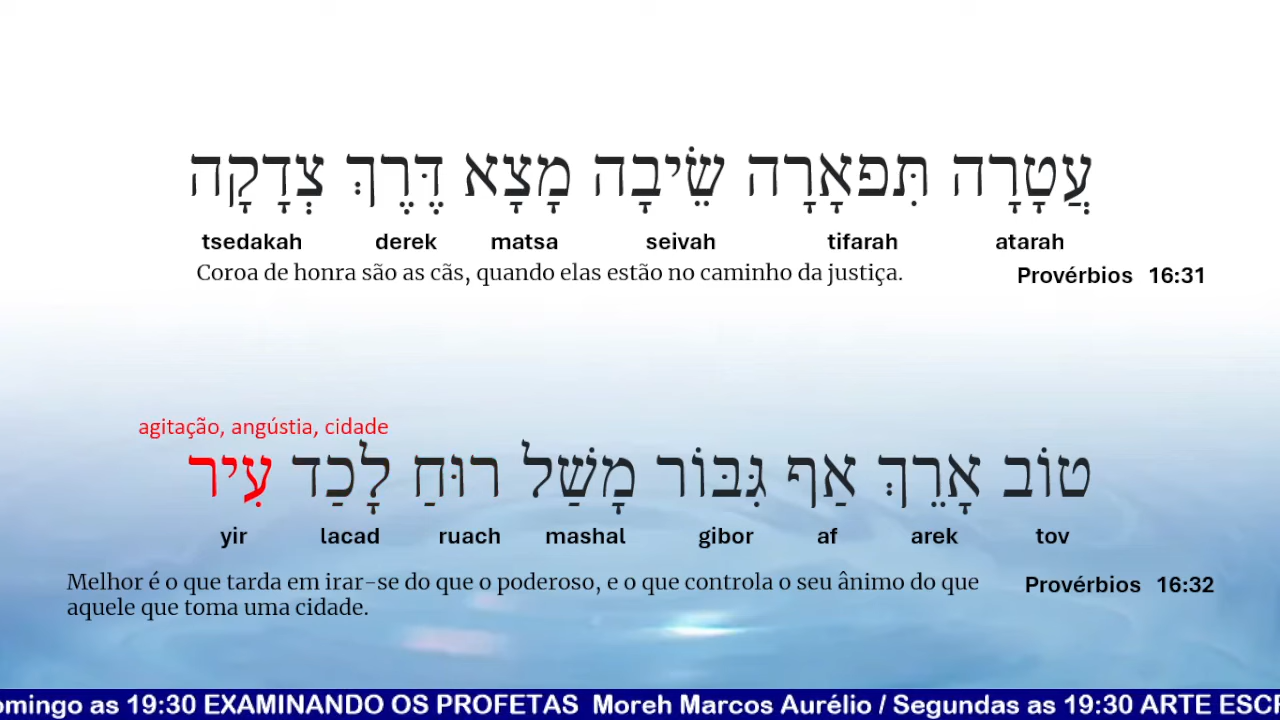 עֲטָרָה תִּפאָרָה שֵׂיבָה מָצָא דֶּרֶךְ צְדָקָה
tsedakah derek matsa seivah tifarah atarah
Coroa de honra são as cãs, quando elas estão no caminho da justiça. Provérbios 16:31
agitação, angústia, cidade
טוֹב אָרֵךְ אַף גִּבּוֹר מָשַׁל רוּחַ לָכַד עִיר
yir lacad ruach mashal gibor af arek tov
Melhor é o que tarda em irar-se do que o poderoso, e o que controla o seu ânimo do que Provérbios 16:32
aquele que toma uma cidade.
omingo as 19:30 EXAMINANDO OS PROFETAS Moreh Marcos Aurélio / Segundas as 19:30 ARTE ESCR